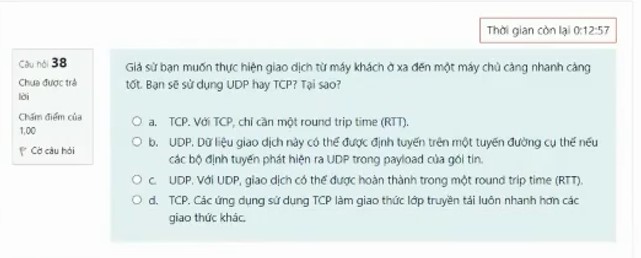 Thời gian còn lại 0:12:57
Câu hỏi 38
Chưa được trả
lời
Chấm điểm của
1,00
Cờ câu hỏi
Giả sử bạn muốn thực hiện giao dịch từ máy khách ở xa đến một máy chủ càng nhanh càng
tốt. Bạn sẽ sử dụng UDP hay TCP? Tại sao?
a. TCP. Với TCP, chỉ cần một round trip time (RTT).
b. UDP. Dữ liệu giao dịch này có thể được định tuyến trên một tuyến đường cụ thể nếu
các bộ định tuyến phát hiện ra UDP trong payload của gói tin.
c. UDP. Với UDP, giao dịch có thể được hoàn thành trong một round trip time (RTT).
d. TCP. Các ứng dụng sử dụng TCP làm giao thức lớp truyền tải luôn nhanh hơn các
giao thức khác.